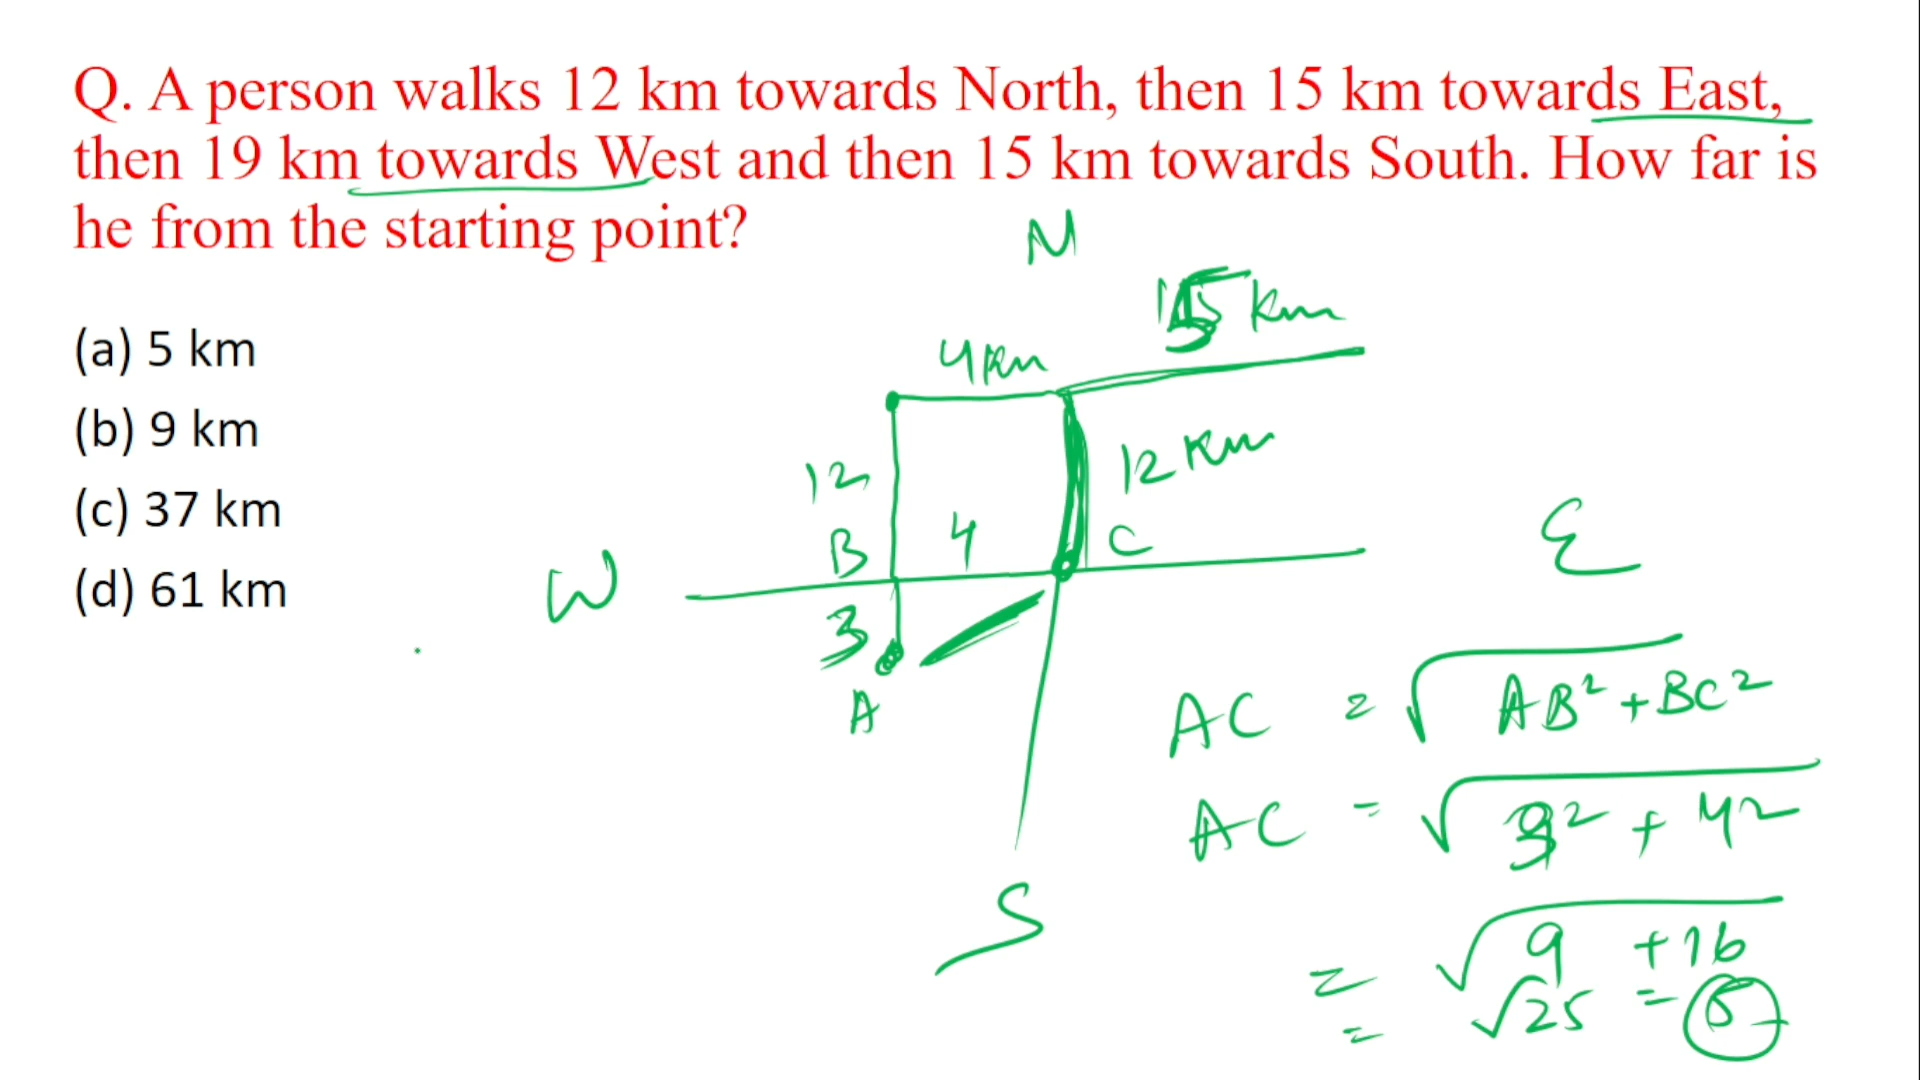 Q. A person walks 12 km towards North, then 15 km towards East,
then 19 km towards West and then 15 km towards South. How far is
he from the starting point?
N
15 km
(a) 5 km
4km
(b) 9 km
12
12 km
(c) 37 km
B
4
C
E
W
(d) 61 km
3
A
AC = √AB² + BC²
AC = √3² + 4²
= √9 + 16
S
= √25 = 5